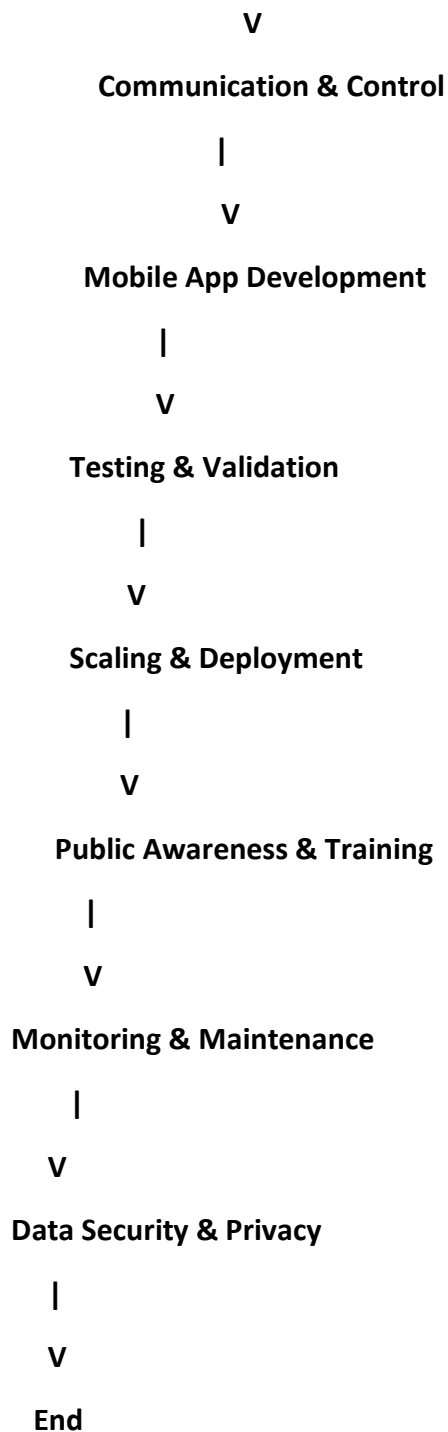 V
Communication & Control
|
V
Mobile App Development
|
V
Testing & Validation
|
V
Scaling & Deployment
|
V
Public Awareness & Training
|
V
Monitoring & Maintenance
|
V
Data Security & Privacy
|
V
End